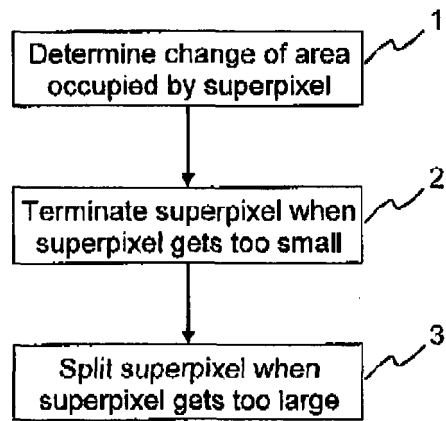 1
Determine change of area
occupied by superpixel
2
Terminate superpixel when
superpixel gets too small
3
Split superpixel when
superpixel gets too large